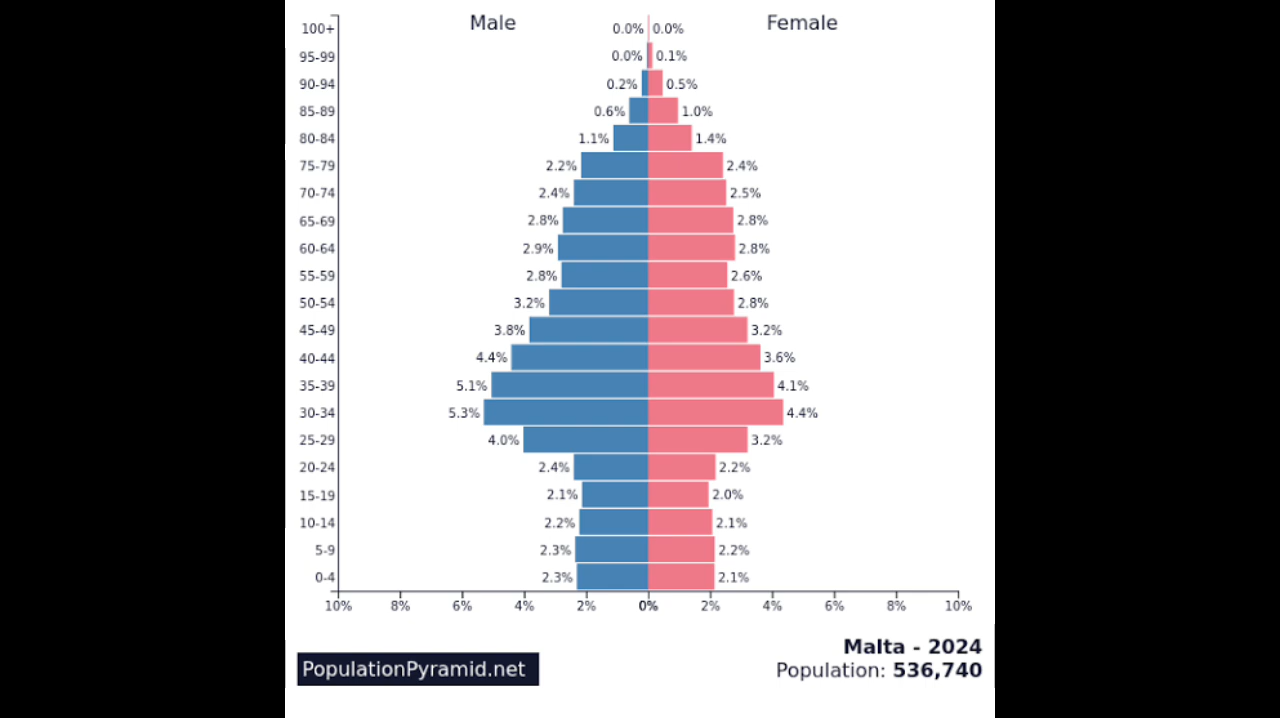 Male Female
100+ 0.0% 0.0%
95-99 0.0% 0.1%
90-94 0.2% 0.5%
85-89 0.6% 1.0%
80-84 1.1% 1.4%
75-79 2.2% 2.4%
70-74 2.4% 2.5%
65-69 2.8% 2.8%
60-64 2.9% 2.8%
55-59 2.8% 2.6%
50-54 3.2% 2.8%
45-49 3.8% 3.2%
40-44 4.4% 3.6%
35-39 5.1% 4.1%
30-34 5.3% 4.4%
25-29 4.0% 3.2%
20-24 2.4% 2.2%
15-19 2.1% 2.0%
10-14 2.2% 2.1%
5-9 2.3% 2.2%
0-4 2.3% 2.1%
10% 8% 6% 4% 2% 0% 2% 4% 6% 8% 10%
Malta - 2024
PopulationPyramid.net Population: 536,740